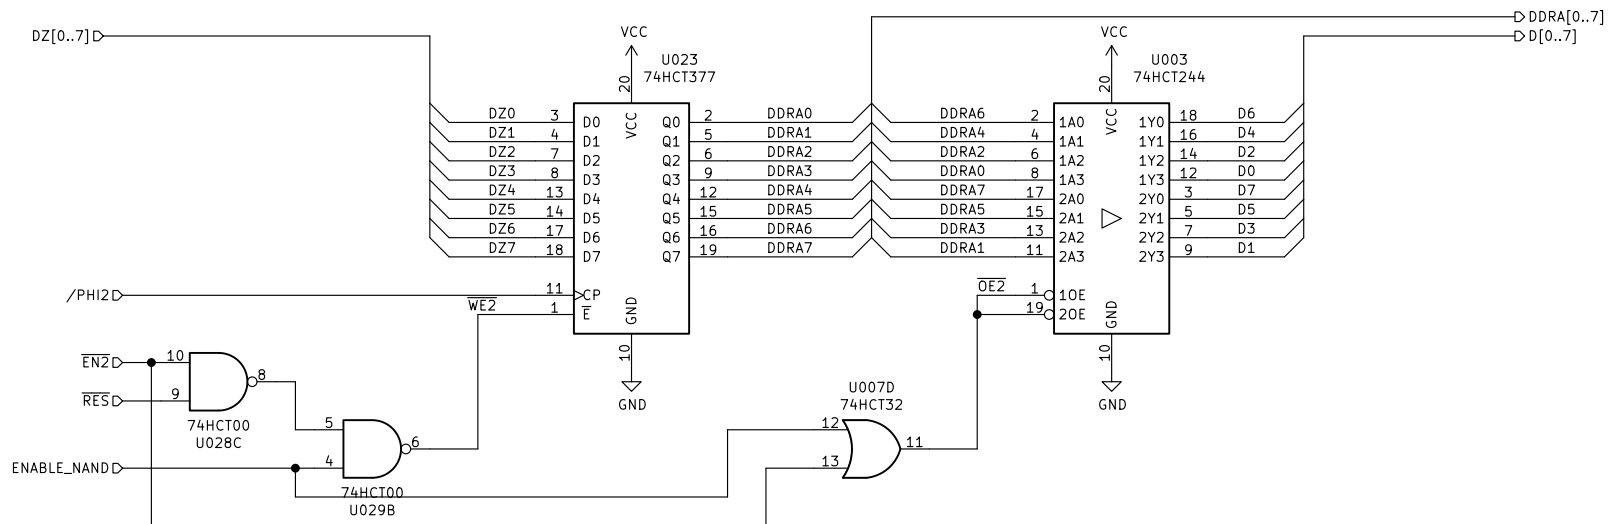 DDRA[0..7]
DZ[0..7]
D[0..7]
VCC
VCC
U023
74HCT377
U003
74HCT244
20
20
DZ0 3 D0 VCC Q0 2 DDRA0 DDRA6 2 1A0 VCC 1Y0 18 D6
DZ1 4 D1 Q1 5 DDRA1 DDRA4 4 1A1 1Y1 16 D4
DZ2 7 D2 Q2 6 DDRA2 DDRA2 6 1A2 1Y2 14 D2
DZ3 8 D3 Q3 9 DDRA3 DDRA0 8 1A3 1Y3 12 D0
DZ4 13 D4 Q4 12 DDRA4 DDRA7 17 2A0 2Y0 3 D7
DZ5 14 D5 Q5 15 DDRA5 DDRA5 15 2A1 2Y1 5 D5
DZ6 17 D6 Q6 16 DDRA6 DDRA3 13 2A2 2Y2 7 D3
DZ7 18 D7 Q7 19 DDRA7 DDRA1 11 2A3 2Y3 9 D1
/PHI2 11 CP OE2 1 1OE
WE2 1 E GND 19 2OE GND
10
10
GND
GND
EN2 10
8
RES 9
74HCT00
U028C
5
6
ENABLE_NAND 4
74HCT00
U029B
U007D
74HCT32
12
11
13